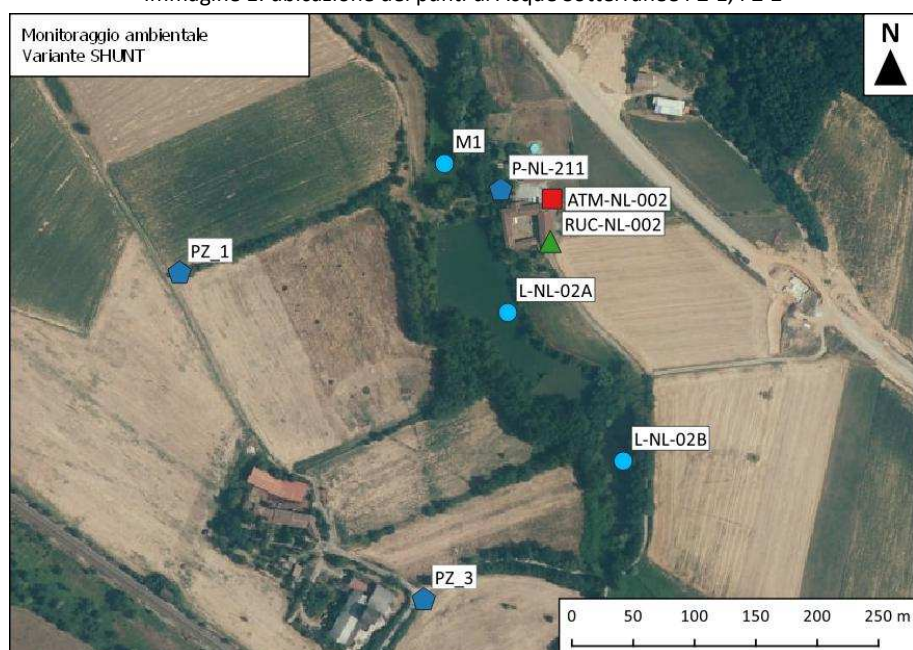 Monitoraggio ambientale
Variante SHUNT
N
M1
P-NL-211
ATM-NL-002
RUC-NL-002
PZ_1
L-NL-02A
L-NL-02B
PZ_3
0 50 100 150 200 250 m